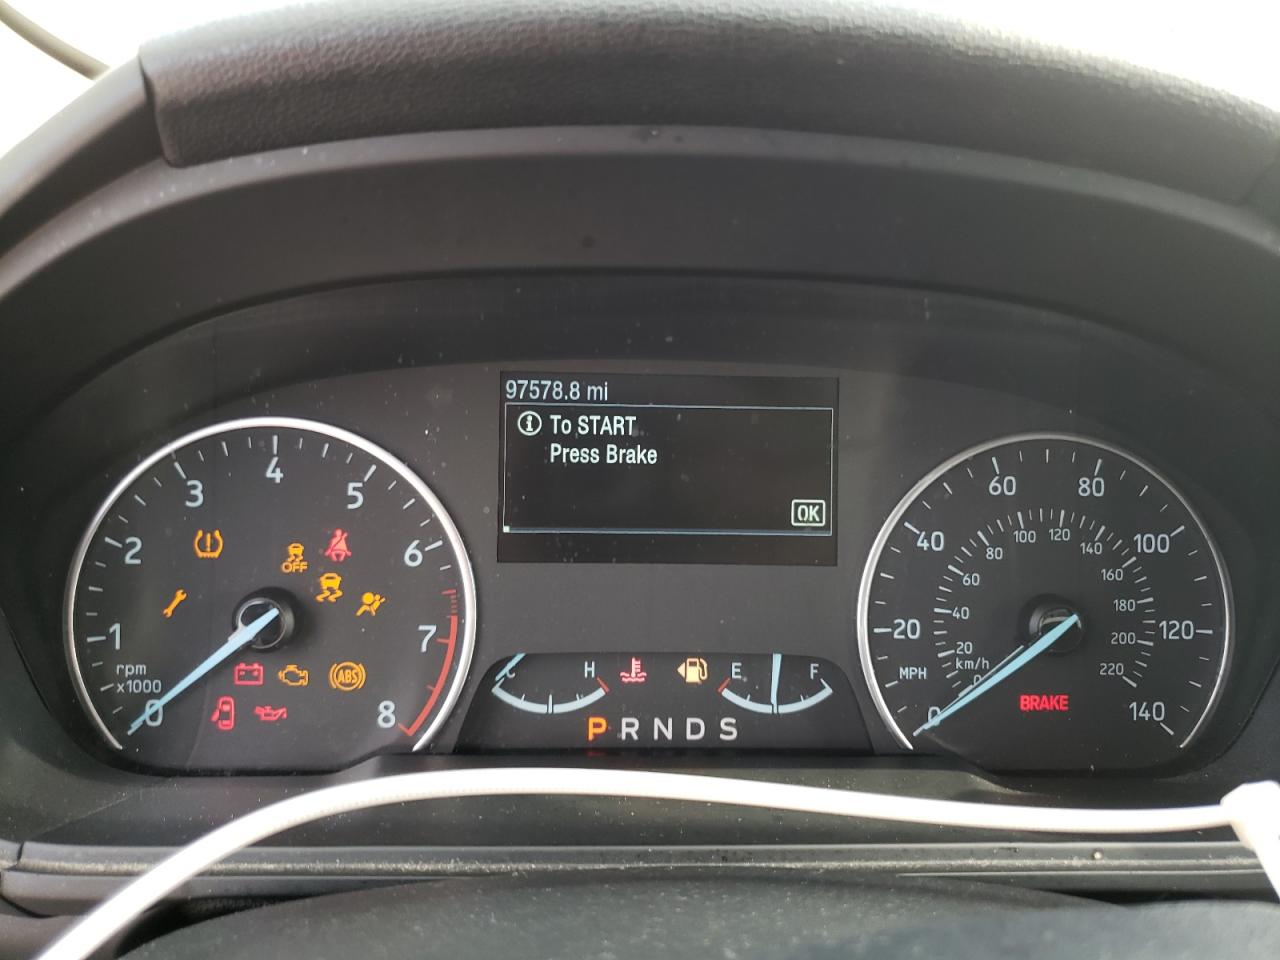 97578.8 mi
To START
Press Brake
OK
0 1 2 3 4 5 6 7 8
rpm
x1000
OFF
ABS
C H
E F
P R N D S
0 20 40 60 80 100 120 140
MPH
0 20 40 60 80 100 120 140 160 180 200 220
km/h
BRAKE